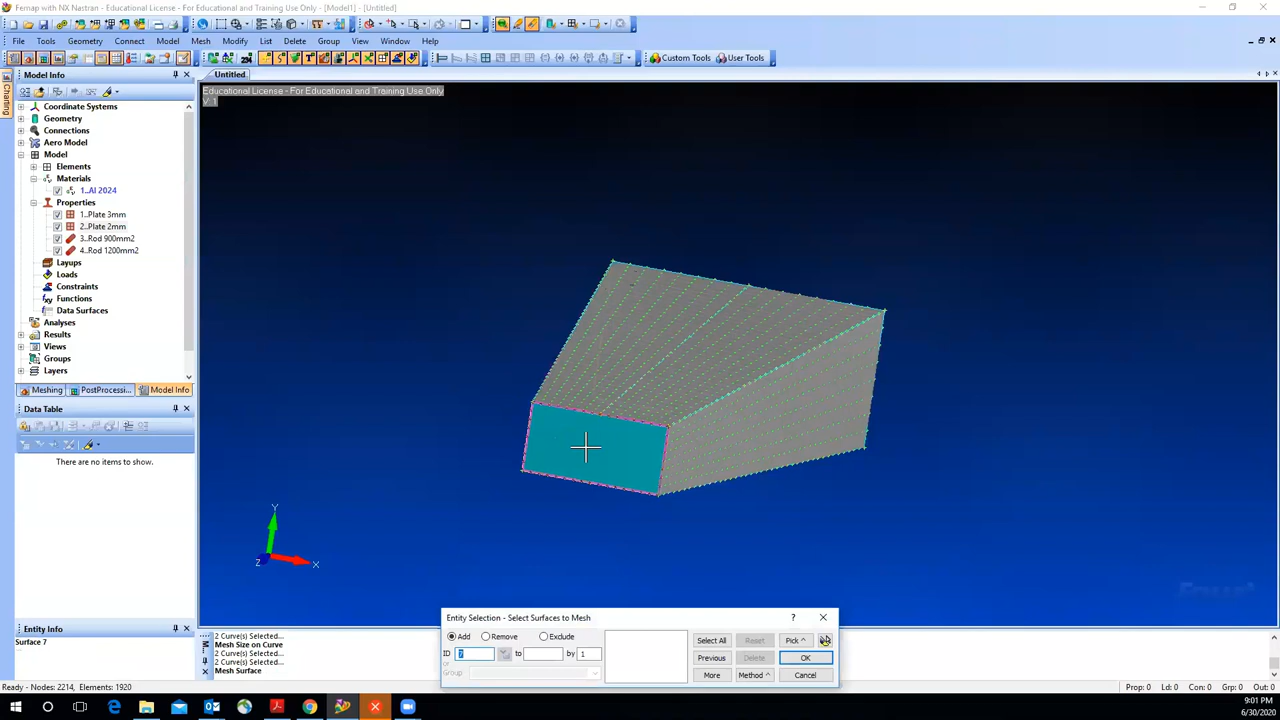 Femap with NX Nastran - Educational License - For Educational and Training Use Only - [Model1] - [Untitled]
File Tools Geometry Connect Model Mesh Modify List Delete Group View Window Help
Custom Tools User Tools
Model Info
Untitled
Charting
Educational License - For Educational and Training Use Only
V: 1
Coordinate Systems
Geometry
Connections
Aero Model
Model
Elements
Materials
1..Al 2024
Properties
1..Plate 3mm
2..Plate 2mm
3..Rod 900mm2
4..Rod 1200mm2
Layups
Loads
Constraints
Functions
Data Surfaces
Analyses
Results
Views
Groups
Layers
Meshing PostProcessi... Model Info
Data Table
There are no items to show.
Y
Z
X
Entity Info
Surface 7
2 Curve(s) Selected...
Mesh Size on Curve
2 Curve(s) Selected...
2 Curve(s) Selected...
Mesh Surface
Entity Selection - Select Surfaces to Mesh
Add Remove Exclude
Select All Reset Pick ^
ID 7 to by 1
or
Previous Delete OK
Group
More Method ^ Cancel
Ready - Nodes: 2214, Elements: 1920
Prop: 0 Ld: 0 Con: 0 Grp: 0 Out: 0
9:01 PM
6/30/2020